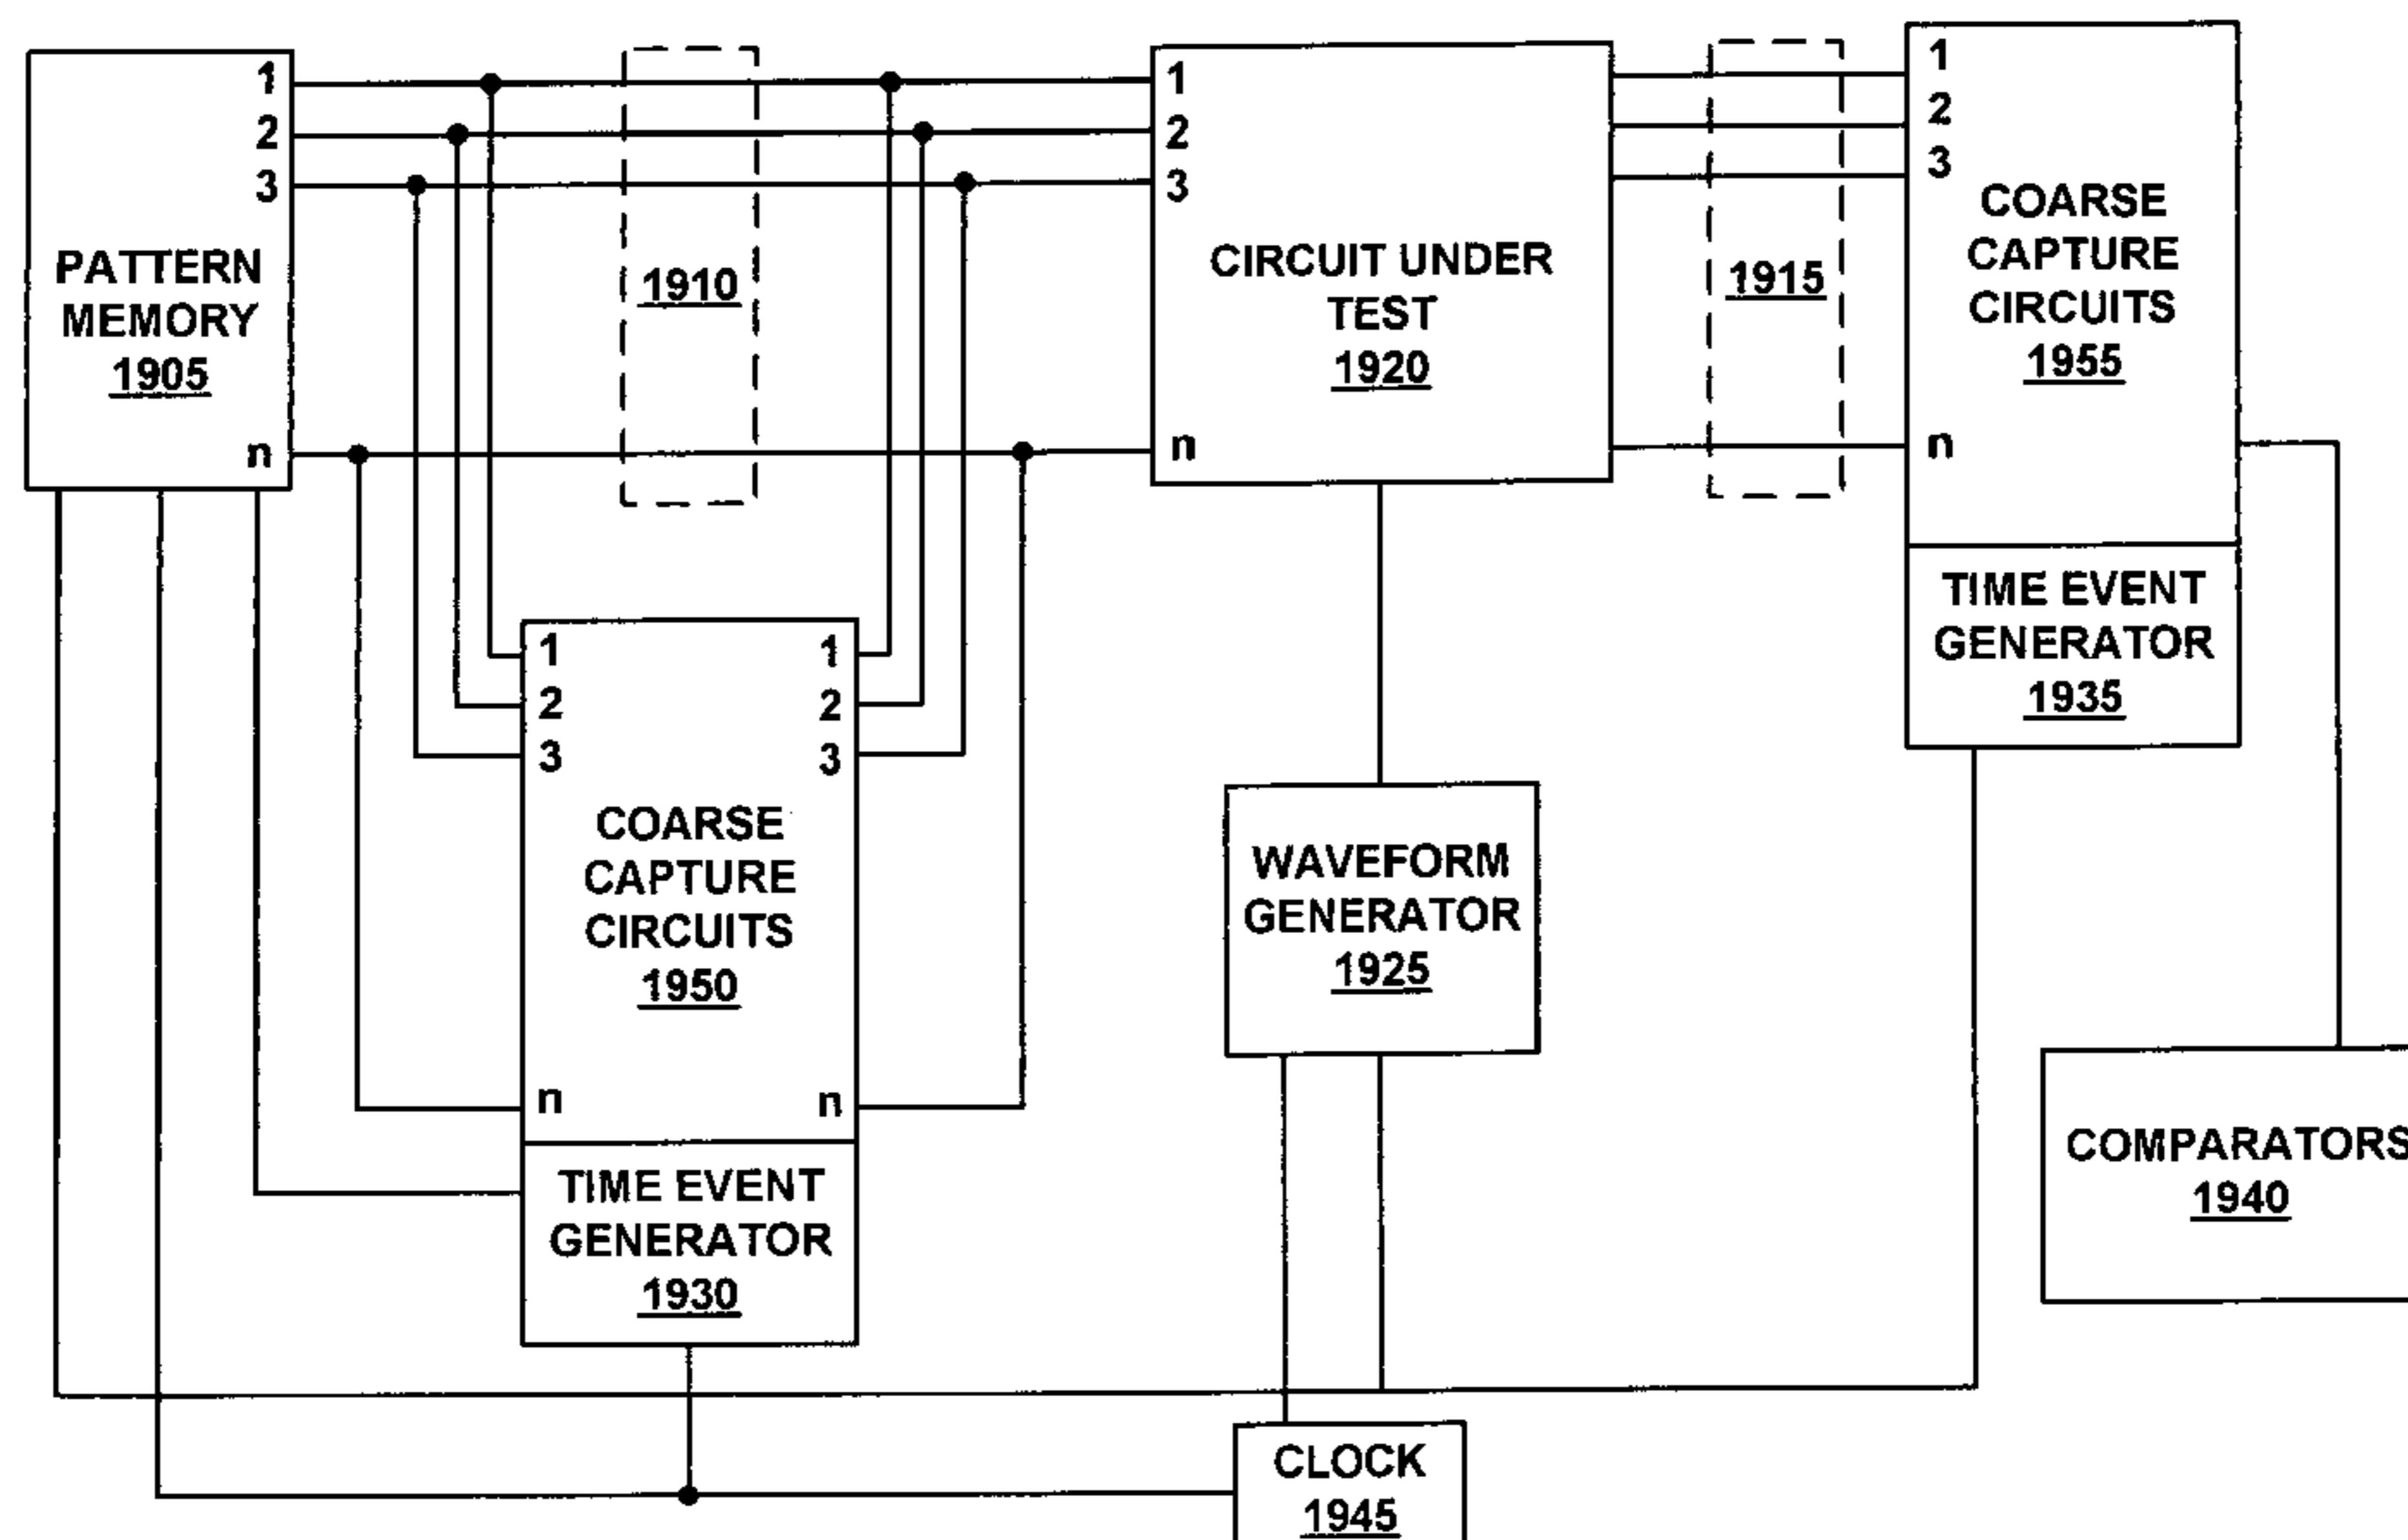 1
2
3
PATTERN
MEMORY
1905
n
1910
1
2
3
CIRCUIT UNDER
TEST
1920
n
1915
1
2
3
COARSE
CAPTURE
CIRCUITS
1955
n
TIME EVENT
GENERATOR
1935
1
2
3
1
2
3
COARSE
CAPTURE
CIRCUITS
1950
n
n
TIME EVENT
GENERATOR
1930
WAVEFORM
GENERATOR
1925
COMPARATORS
1940
CLOCK
1945